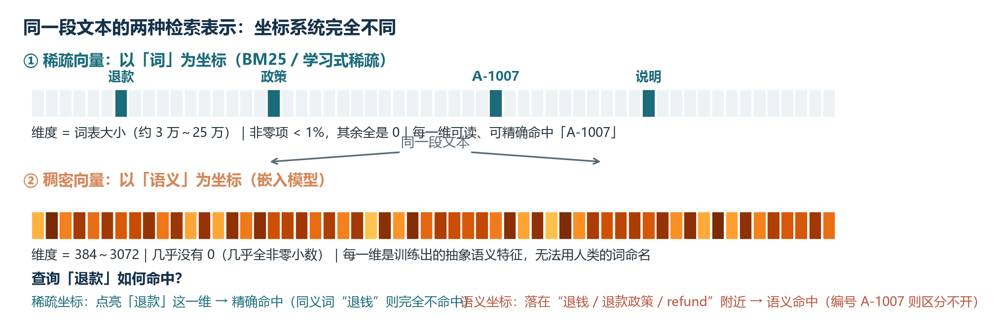 同一段文本的两种检索表示：坐标系统完全不同
① 稀疏向量：以「词」为坐标（BM25 / 学习式稀疏）
退款 政策 A-1007 说明
维度 = 词表大小（约 3 万～25 万）｜非零项 < 1%，其余全是 0｜每一维可读、可精确命中「A-1007」
同一段文本
② 稠密向量：以「语义」为坐标（嵌入模型）
维度 = 384～3072｜几乎没有 0（几乎全非零小数）｜每一维是训练出的抽象语义特征，无法用人类的词命名
查询「退款」如何命中？
稀疏坐标：点亮「退款」这一维 → 精确命中（同义词“退钱”则完全不命中）
语义坐标：落在“退钱 / 退款政策 / refund”附近 → 语义命中（编号 A-1007 则区分不开）